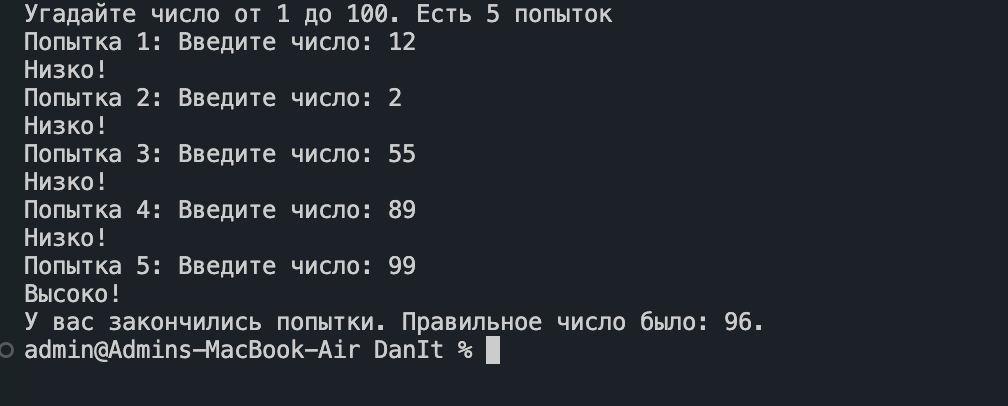 Угадайте число от 1 до 100. Есть 5 попыток
Попытка 1: Введите число: 12
Низко!
Попытка 2: Введите число: 2
Низко!
Попытка 3: Введите число: 55
Низко!
Попытка 4: Введите число: 89
Низко!
Попытка 5: Введите число: 99
Высоко!
У вас закончились попытки. Правильное число было: 96.
admin@Admins-MacBook-Air DanIt %